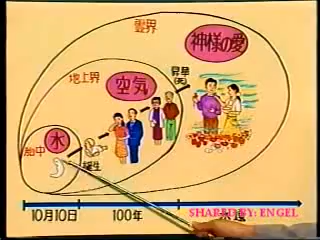 霊界
神様の愛
地上界
空気
昇華
(死)
水
胎中
誕生
10月10日
100年
SHARED BY: ENGEL